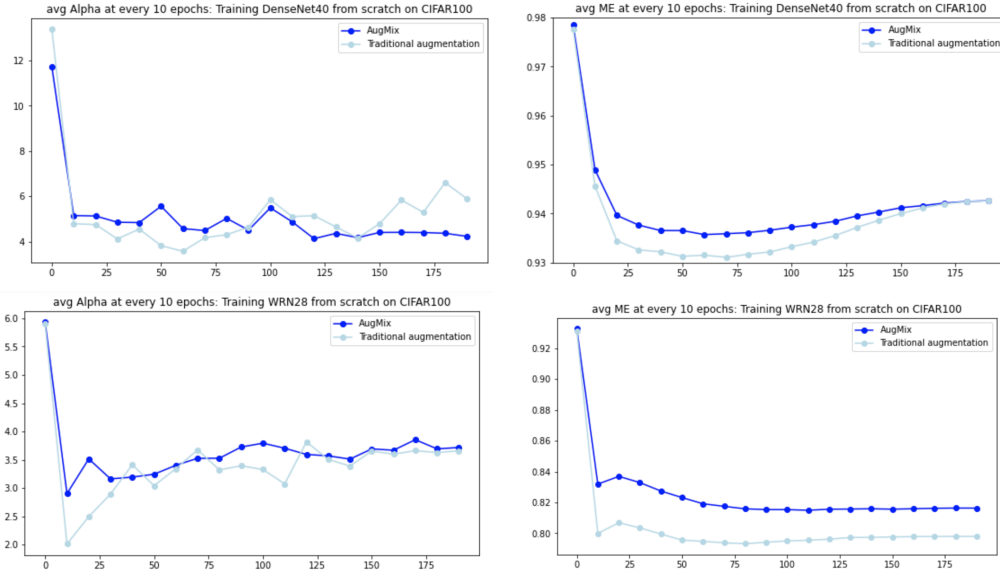 avg Alpha at every 10 epochs: Training DenseNet40 from scratch on CIFAR100
AugMix
Traditional augmentation
12
10
8
6
4
0 25 50 75 100 125 150 175
avg ME at every 10 epochs: Training DenseNet40 from scratch on CIFAR100
AugMix
Traditional augmentation
0.98
0.97
0.96
0.95
0.94
0.93
0 25 50 75 100 125 150 175
avg Alpha at every 10 epochs: Training WRN28 from scratch on CIFAR100
AugMix
Traditional augmentation
6.0
5.5
5.0
4.5
4.0
3.5
3.0
2.5
2.0
0 25 50 75 100 125 150 175
avg ME at every 10 epochs: Training WRN28 from scratch on CIFAR100
AugMix
Traditional augmentation
0.92
0.90
0.88
0.86
0.84
0.82
0.80
0 25 50 75 100 125 150 175